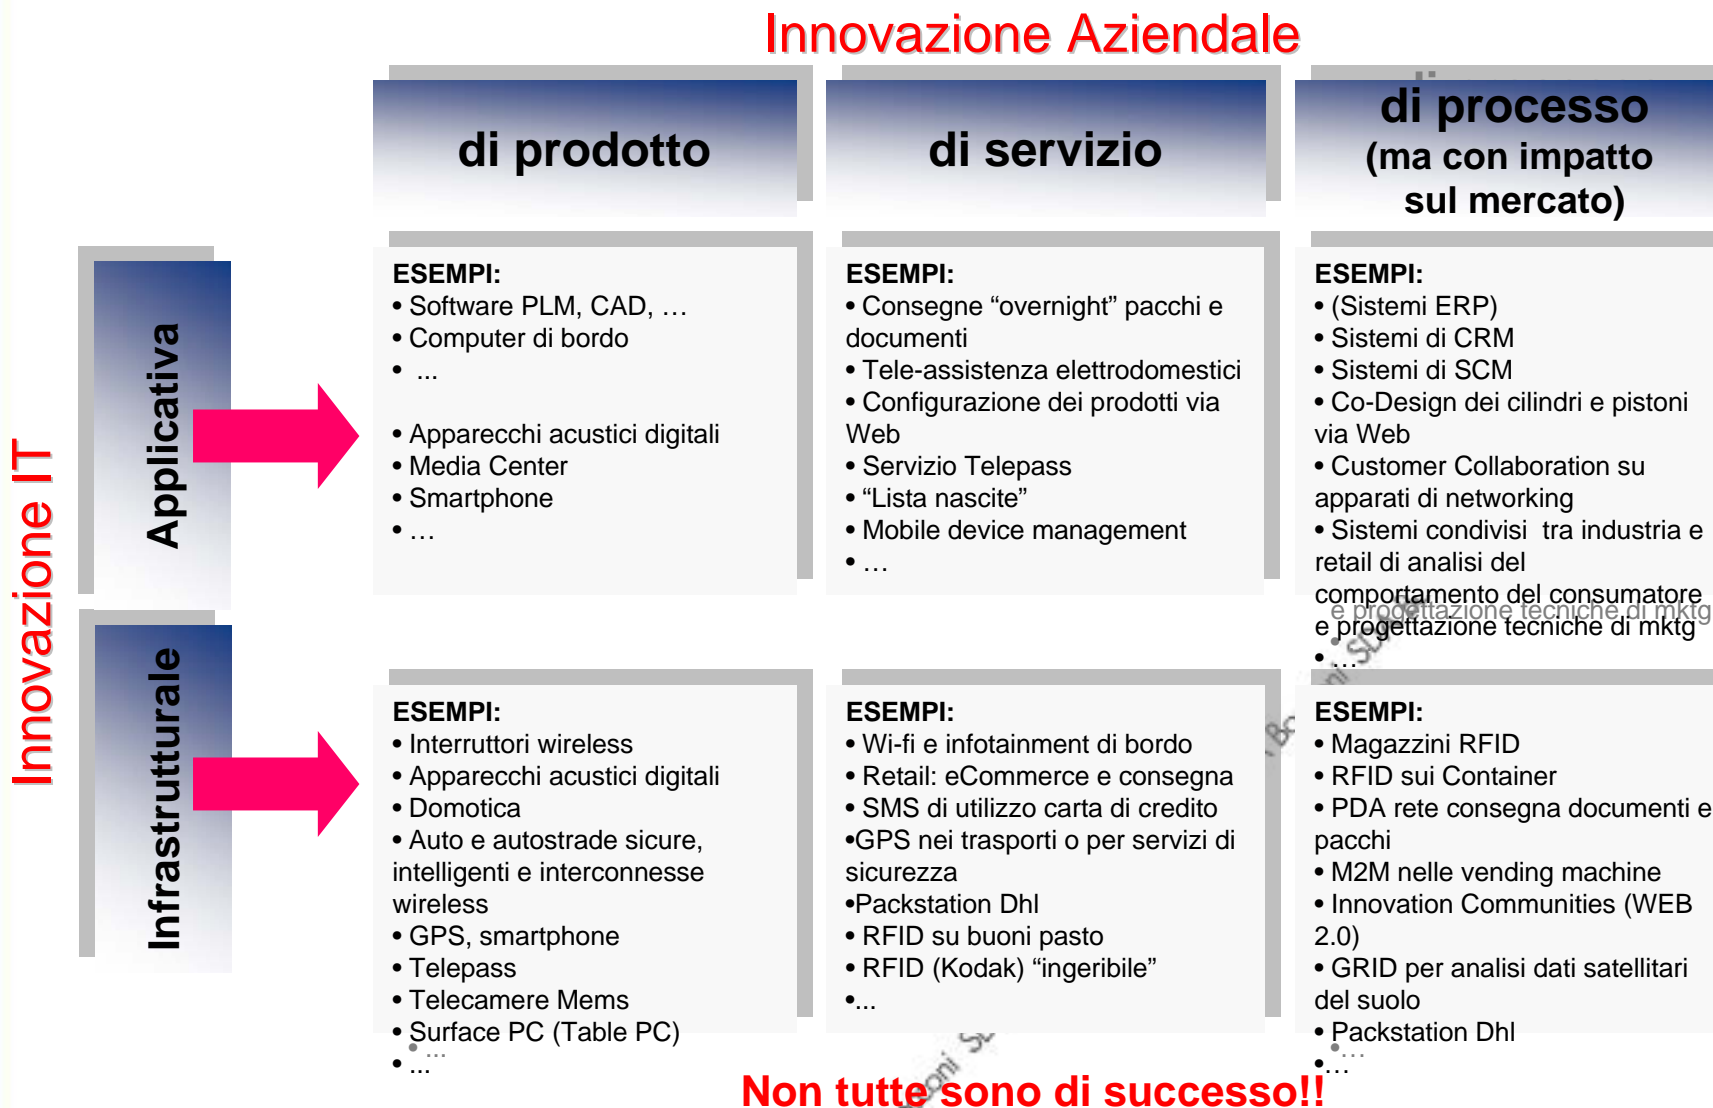 Innovazione Aziendale
di prodotto
di servizio
di processo
(ma con impatto
sul mercato)
Innovazione IT
Applicativa
ESEMPI:
• Software PLM, CAD, …
• Computer di bordo
• ...
• Apparecchi acustici digitali
• Media Center
• Smartphone
• …
ESEMPI:
• Consegne “overnight” pacchi e
documenti
• Tele-assistenza elettrodomestici
• Configurazione dei prodotti via
Web
• Servizio Telepass
• “Lista nascite”
• Mobile device management
• …
ESEMPI:
• (Sistemi ERP)
• Sistemi di CRM
• Sistemi di SCM
• Co-Design dei cilindri e pistoni
via Web
• Customer Collaboration su
apparati di networking
• Sistemi condivisi tra industria e
retail di analisi del
comportamento del consumatore
e progettazione tecniche di mktg
• …
Infrastrutturale
ESEMPI:
• Interruttori wireless
• Apparecchi acustici digitali
• Domotica
• Auto e autostrade sicure,
intelligenti e interconnesse
wireless
• GPS, smartphone
• Telepass
• Telecamere Mems
• Surface PC (Table PC)
• ...
ESEMPI:
• Wi-fi e infotainment di bordo
• Retail: eCommerce e consegna
• SMS di utilizzo carta di credito
•GPS nei trasporti o per servizi di
sicurezza
•Packstation Dhl
• RFID su buoni pasto
• RFID (Kodak) “ingeribile”
•...
ESEMPI:
• Magazzini RFID
• RFID sui Container
• PDA rete consegna documenti e
pacchi
• M2M nelle vending machine
• Innovation Communities (WEB
2.0)
• GRID per analisi dati satellitari
del suolo
• Packstation Dhl
•…
Non tutte sono di successo!!